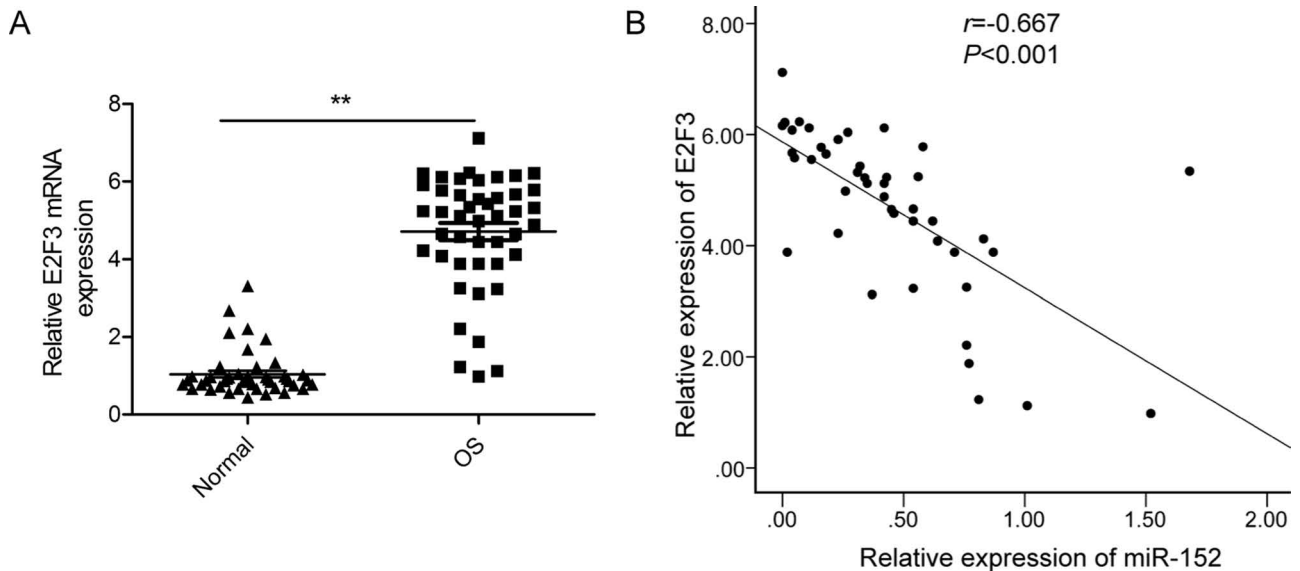 A
Relative E2F3 mRNA
expression
8
6
4
2
0
**
Normal
OS
B
r=-0.667
P<0.001
Relative expression of E2F3
8.00
6.00
4.00
2.00
.00
.00
.50
1.00
1.50
2.00
Relative expression of miR-152